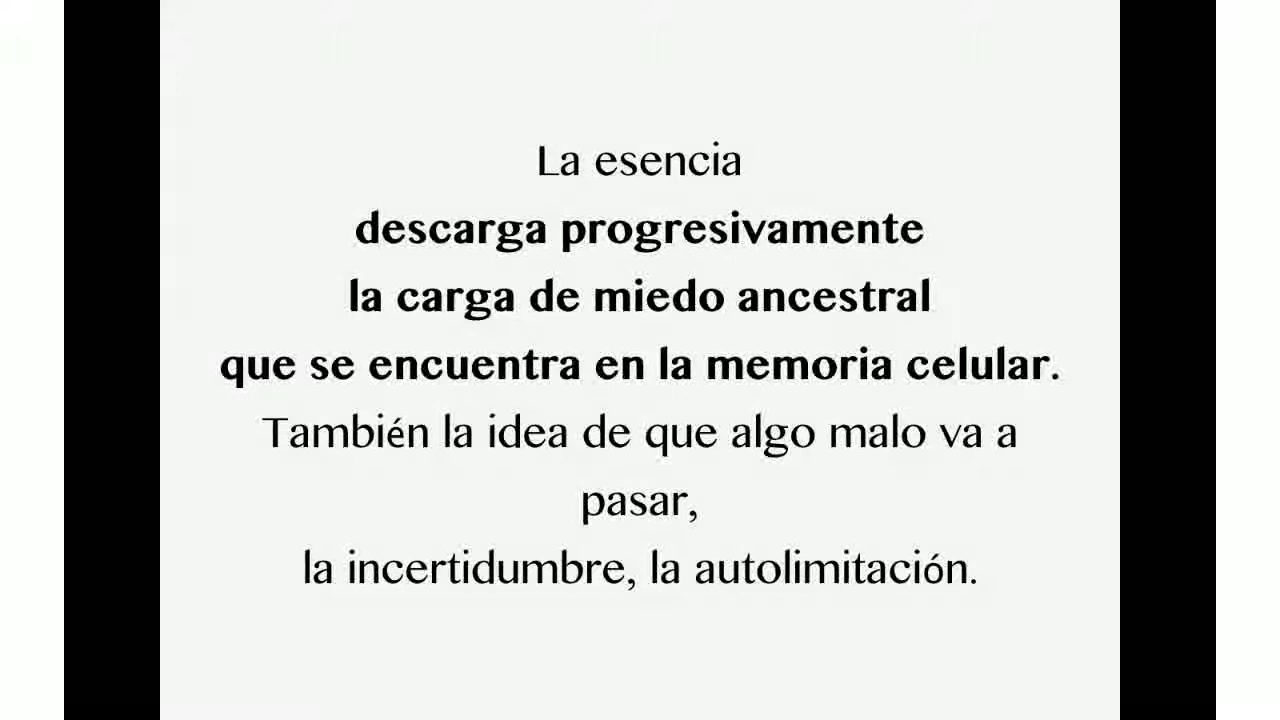 La esencia
descarga progresivamente
la carga de miedo ancestral
que se encuentra en la memoria celular.
También la idea de que algo malo va a
pasar,
la incertidumbre, la autolimitación.